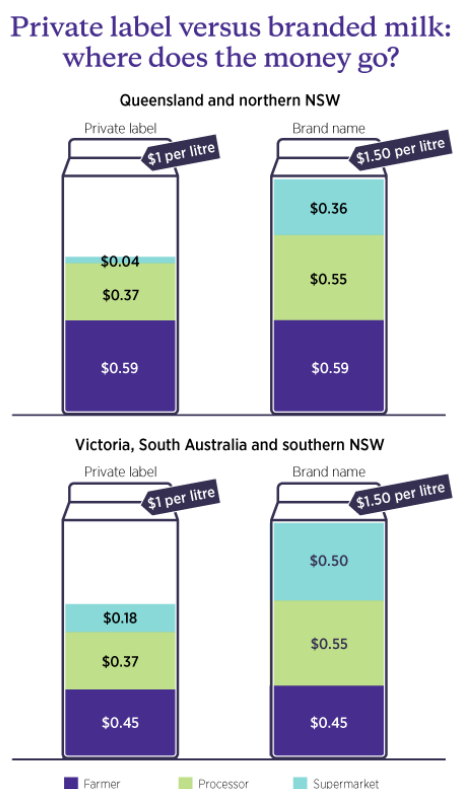 Private label versus branded milk:
where does the money go?
Queensland and northern NSW
Private label
Brand name
$1 per litre
$1.50 per litre
$0.04
$0.37
$0.59
$0.36
$0.55
$0.59
Victoria, South Australia and southern NSW
Private label
Brand name
$1 per litre
$1.50 per litre
$0.18
$0.37
$0.45
$0.50
$0.55
$0.45
Farmer
Processor
Supermarket